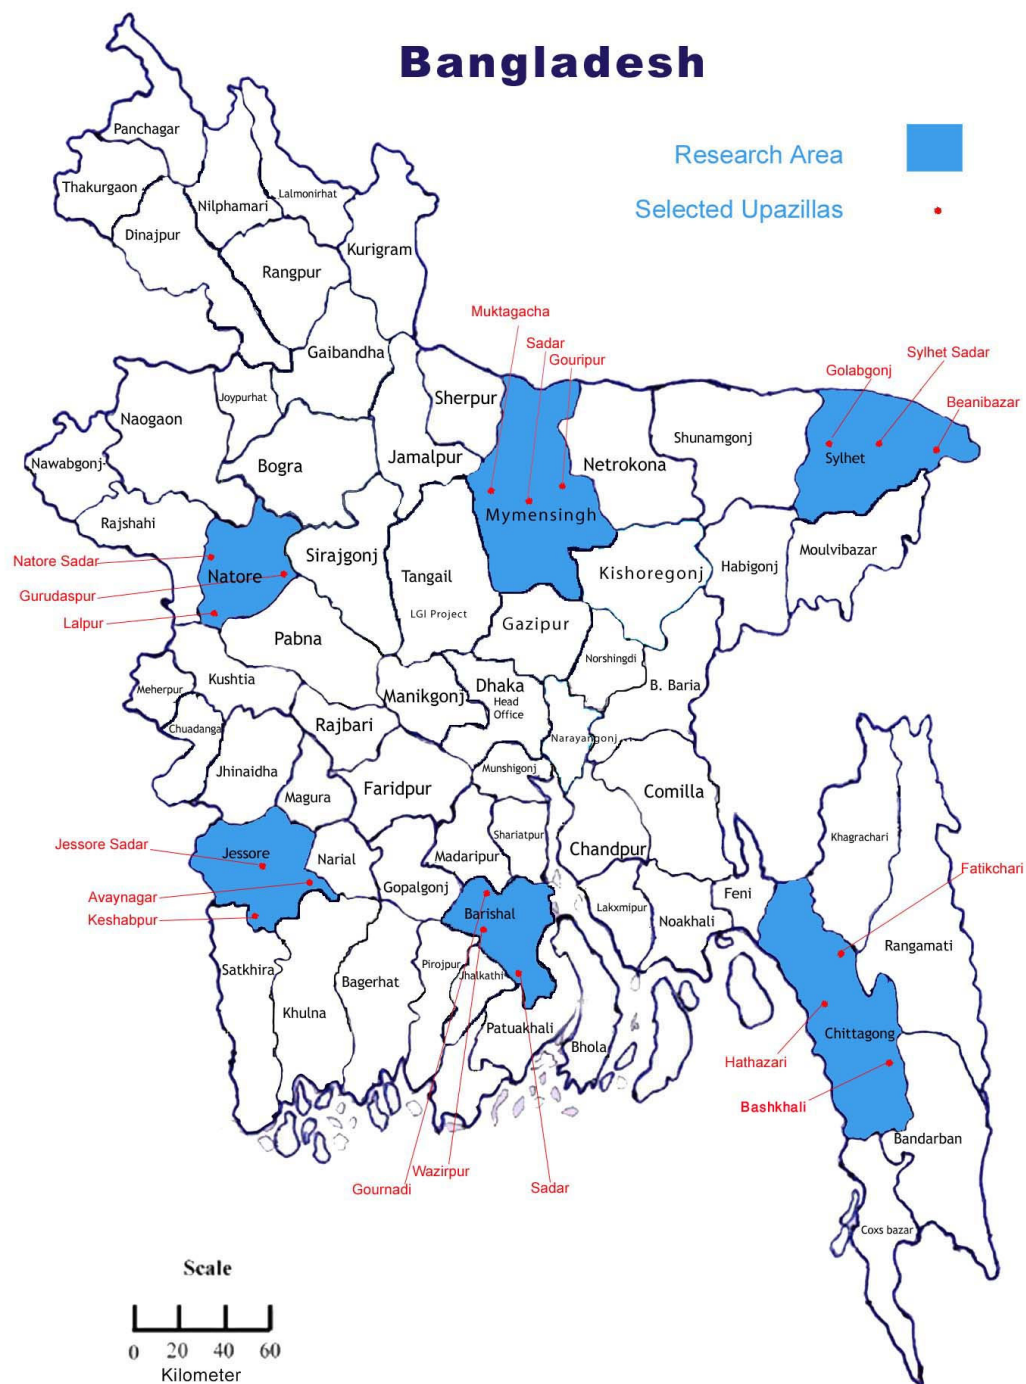 Bangladesh
Research Area
Selected Upazillas
Panchagar
Thakurgaon
Nilphamari
Lalmonirhat
Dinajpur
Kurigram
Rangpur
Muktagacha
Sadar
Gouripur
Sylhet Sadar
Golabgonj
Beanibazar
Gaibandha
Joypurhat
Sherpur
Naogaon
Shunamgonj
Jamalpur
Bogra
Netrokona
Sylhet
Nawabgonj
Mymensingh
Rajshahi
Sirajgonj
Moulvibazar
Natore Sadar
Habigonj
Kishoregonj
Natore
Tangail
Gurudaspur
LGI Project
Lalpur
Gazipur
Pabna
Norshingdi
Kushtia
B. Baria
Meherpur
Manikgonj
Dhaka
Head
Office
Chuadanga
Rajbari
Narayangonj
Jhinaidha
Munshigonj
Magura
Faridpur
Comilla
Khagrachari
Shariatpur
Jessore Sadar
Jessore
Narial
Madaripur
Chandpur
Fatikchari
Avaynagar
Gopalgonj
Feni
Keshabpur
Barishal
Lakxmipur
Noakhali
Rangamati
Satkhira
Pirojpur
Jhalkathi
Bagerhat
Khulna
Patuakhali
Chittagong
Bhola
Hathazari
Bashkhali
Bandarban
Wazirpur
Gournadi
Sadar
Coxs bazar
Scale
0 20 40 60
Kilometer